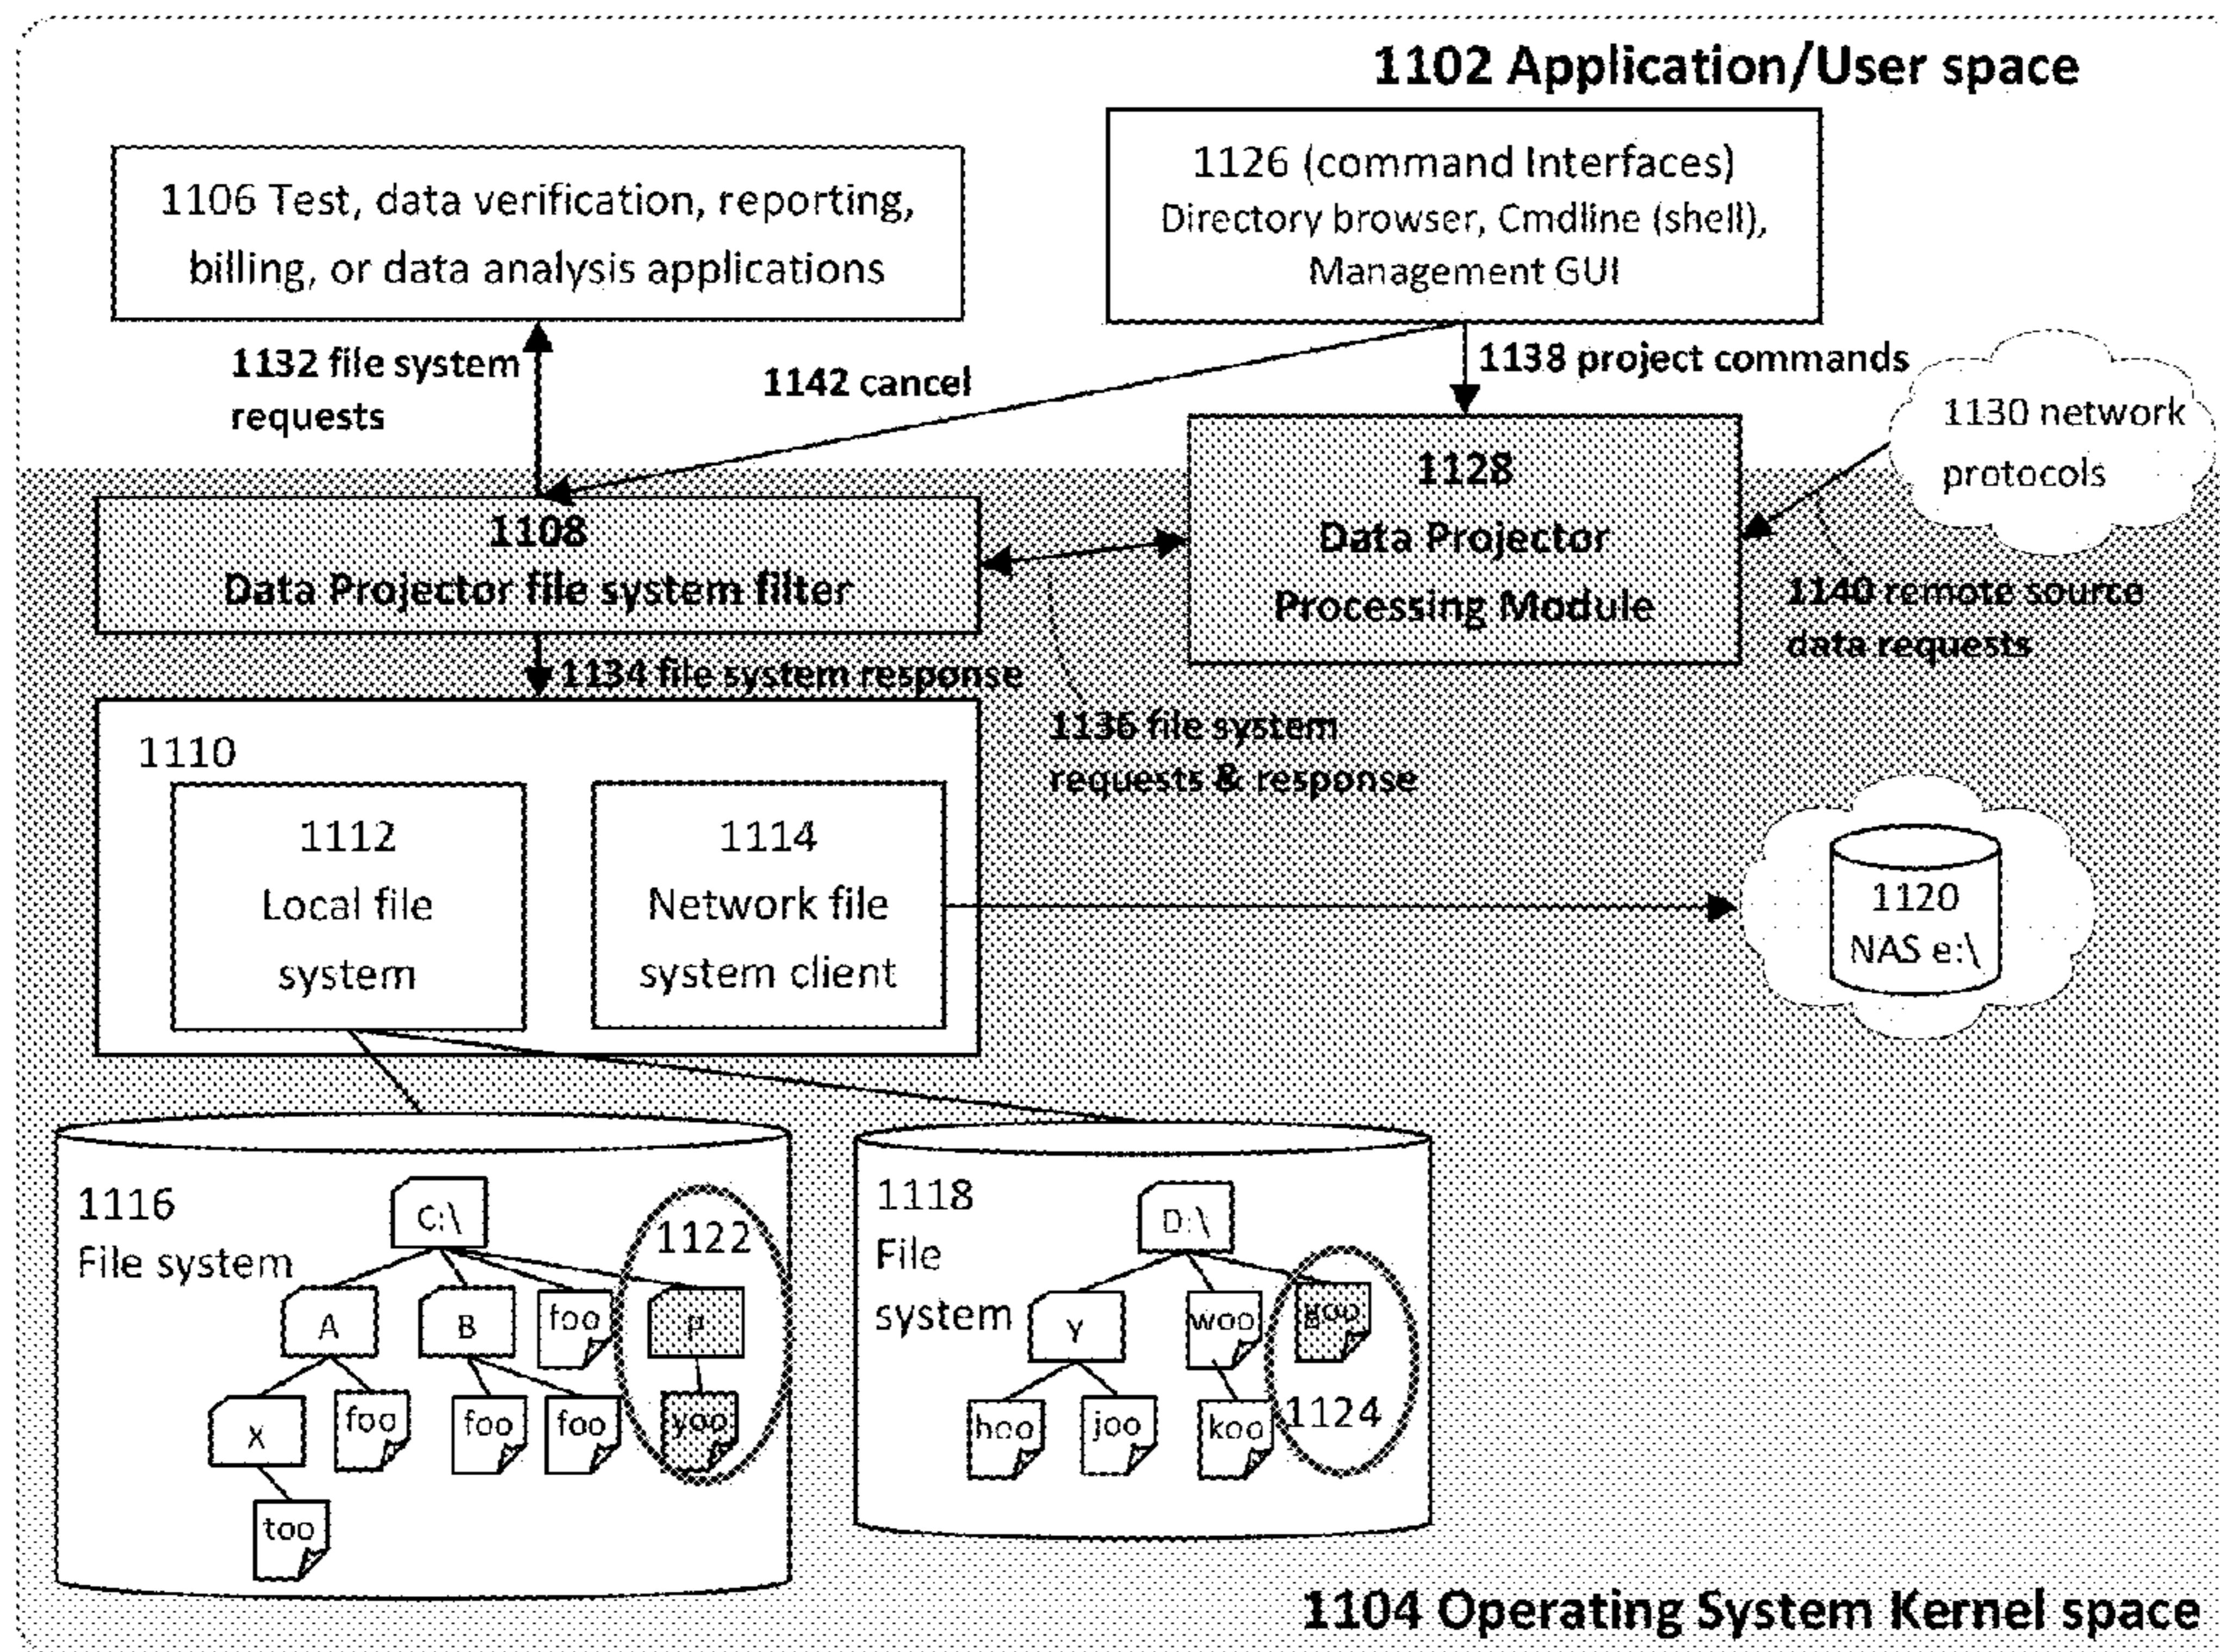 1102 Application/User space
1106 Test, data verification, reporting,
billing, or data analysis applications
1126 (command Interfaces)
Directory browser, Cmdline (shell),
Management GUI
1132 file system
requests
1142 cancel
1138 project commands
1130 network
protocols
1108
Data Projector file system filter
1128
Data Projector
Processing Module
1140 remote source
data requests
1134 file system response
1136 file system
requests & response
1110
1112
Local file
system
1114
Network file
system client
1120
NAS e:\
1116
File system
C:\
1122
A
B
foo
P
X
foo
foo
foo
yoo
too
1118
File
system
D:\
Y
woo
goo
hoo
joo
koo
1124
1104 Operating System Kernel space